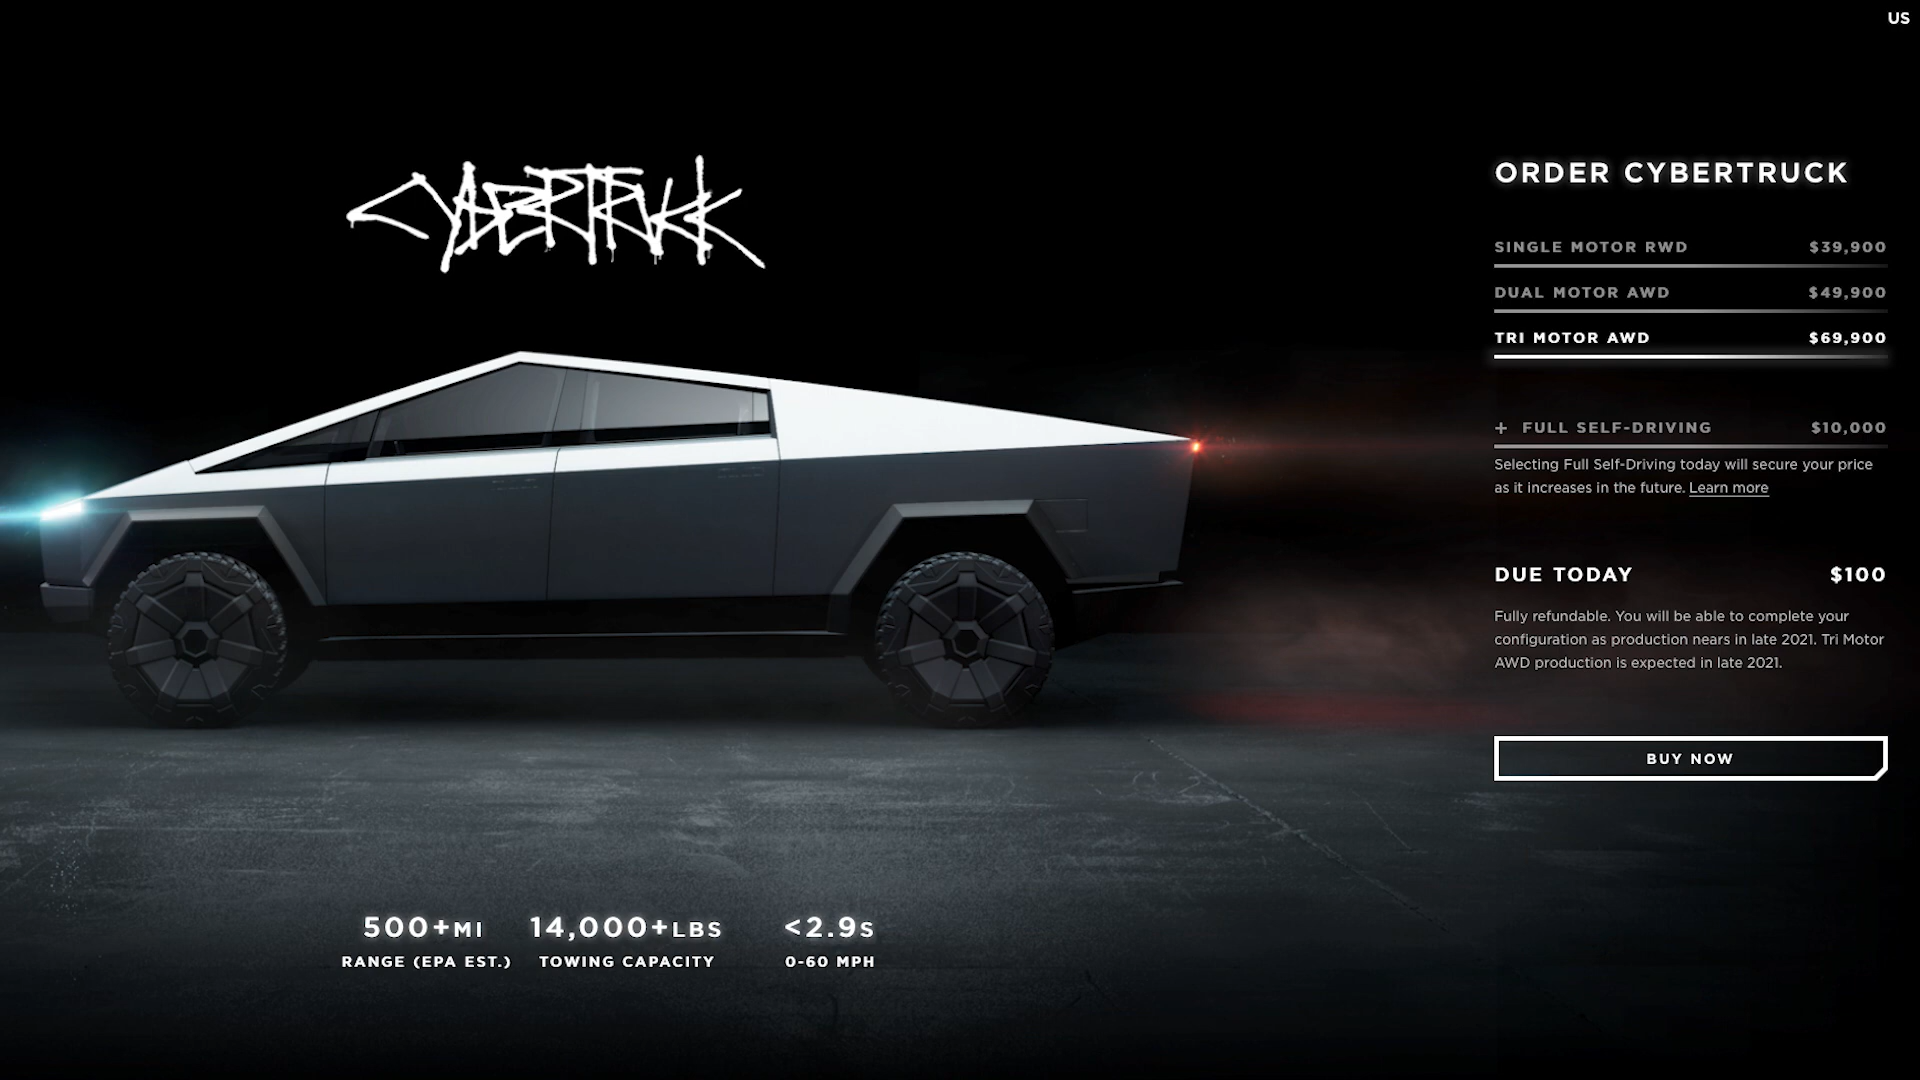 US
CYBERTRUCK
ORDER CYBERTRUCK
SINGLE MOTOR RWD $39,900
DUAL MOTOR AWD $49,900
TRI MOTOR AWD $69,900
+ FULL SELF-DRIVING $10,000
Selecting Full Self-Driving today will secure your price
as it increases in the future. Learn more
DUE TODAY $100
Fully refundable. You will be able to complete your
configuration as production nears in late 2021. Tri Motor
AWD production is expected in late 2021.
BUY NOW
500+MI 14,000+LBS <2.9S
RANGE (EPA EST.) TOWING CAPACITY 0-60 MPH